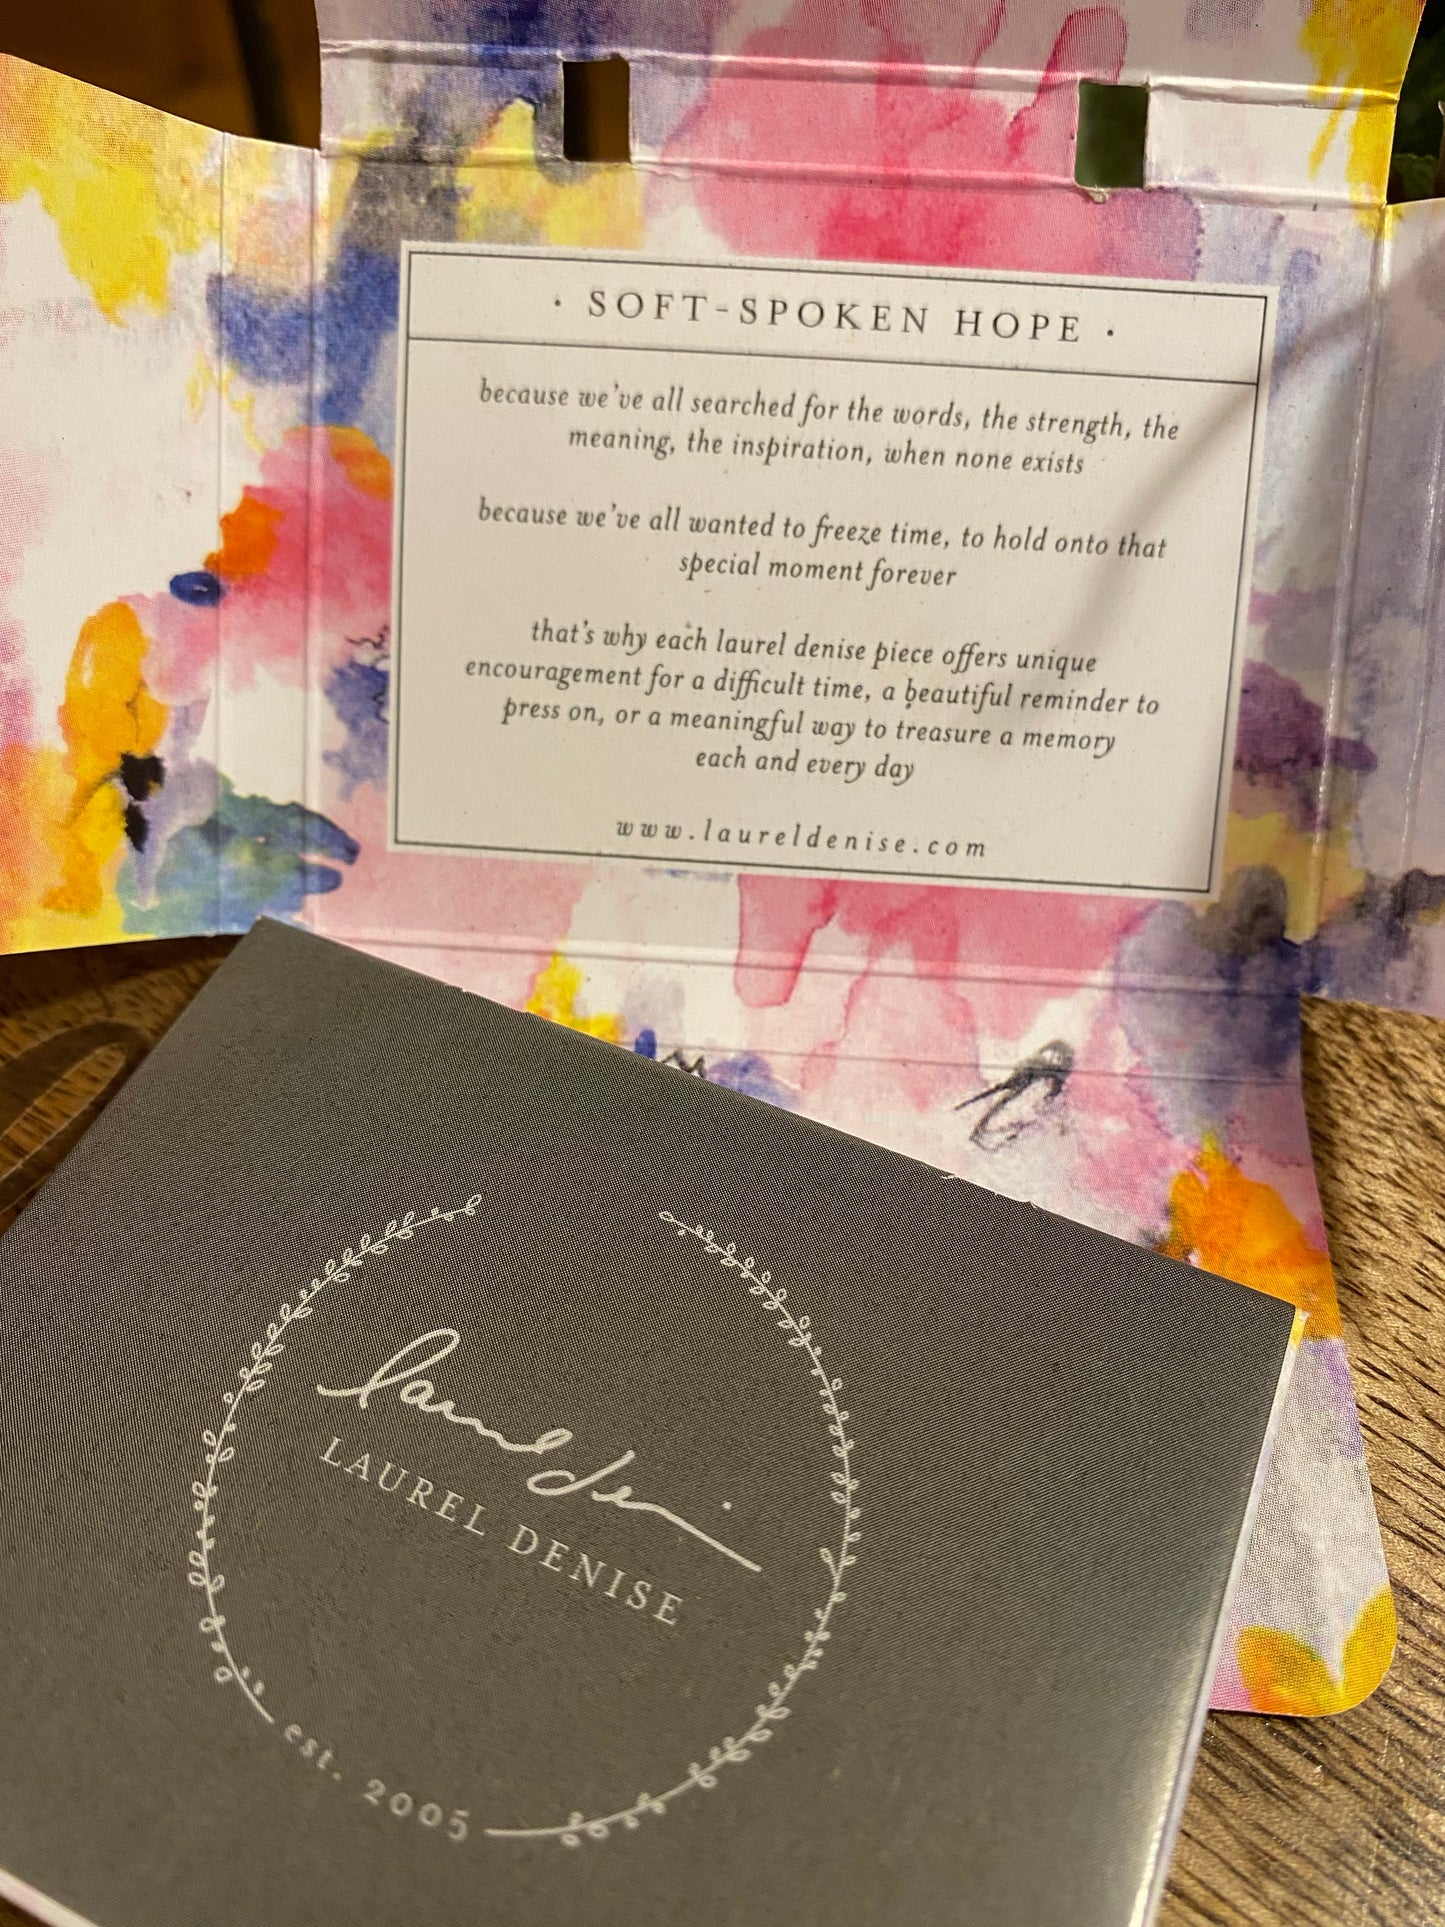 · SOFT-SPOKEN HOPE ·
because we've all searched for the words, the strength, the
meaning, the inspiration, when none exists
because we've all wanted to freeze time, to hold onto that
special moment forever
that's why each laurel denise piece offers unique
encouragement for a difficult time, a beautiful reminder to
press on, or a meaningful way to treasure a memory
each and every day
www.laureldenise.com
laurel deni
LAUREL DENISE
est. 2005